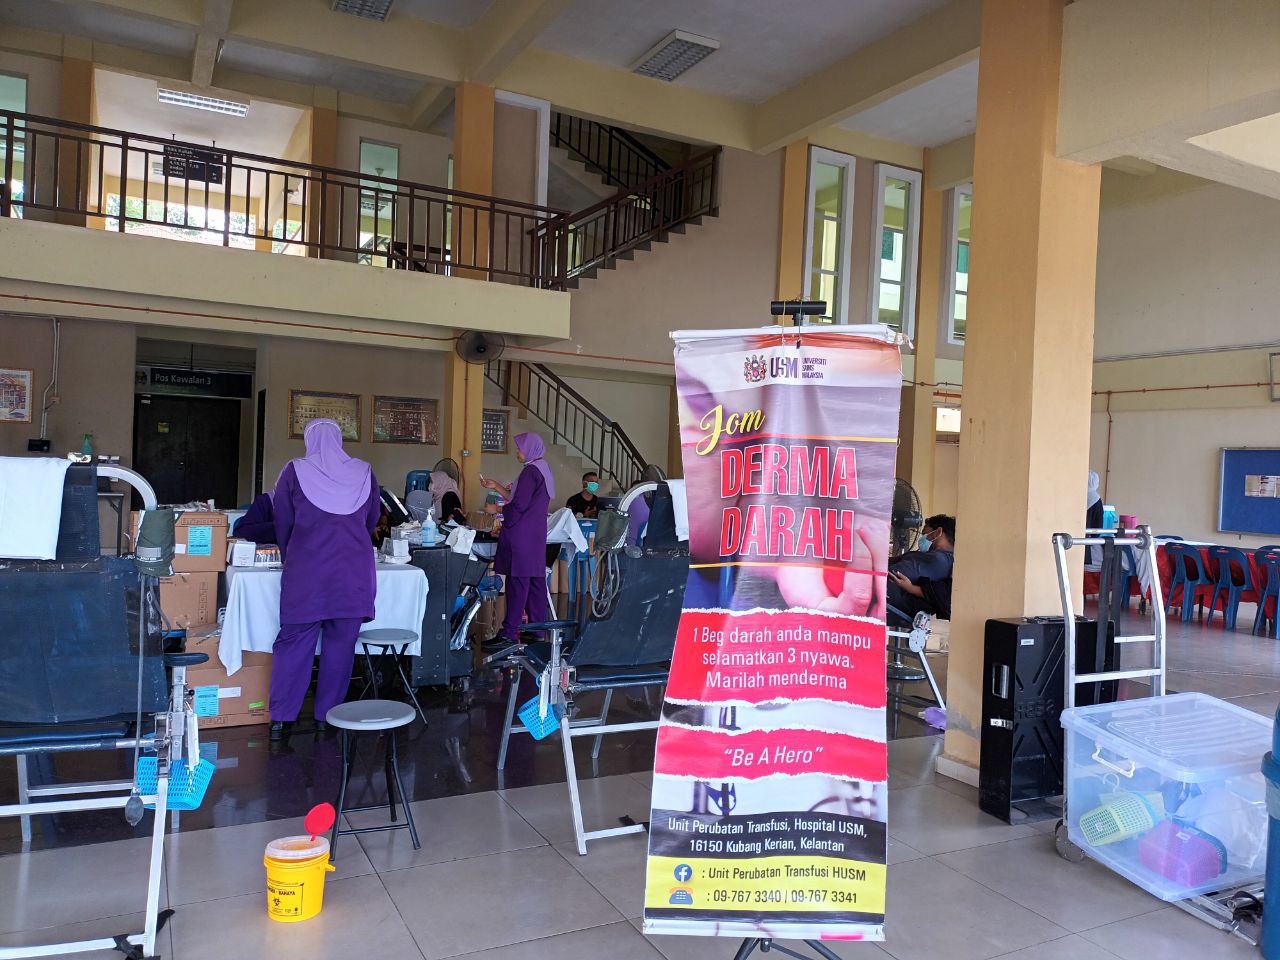 Pos Kawalan 3
USM UNIVERSITI
SAINS
MALAYSIA
Jom
DERMA
DARAH
1 Beg darah anda mampu
selamatkan 3 nyawa.
Marilah menderma
"Be A Hero"
Unit Perubatan Transfusi, Hospital USM,
16150 Kubang Kerian, Kelantan
: Unit Perubatan Transfusi HUSM
: 09-767 3340 | 09-767 3341